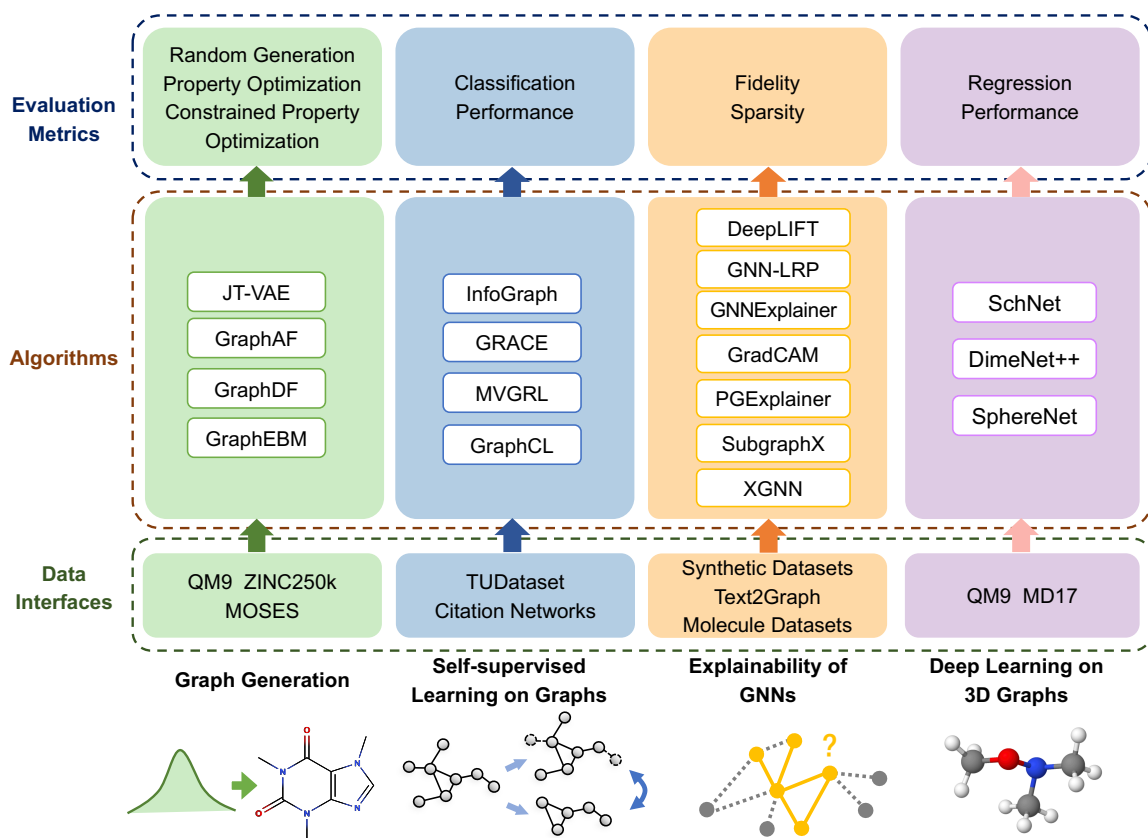 Evaluation
Metrics
Random Generation
Property Optimization
Constrained Property
Optimization
Classification
Performance
Fidelity
Sparsity
Regression
Performance
Algorithms
JT-VAE
GraphAF
GraphDF
GraphEBM
InfoGraph
GRACE
MVGRL
GraphCL
DeepLIFT
GNN-LRP
GNNExplainer
GradCAM
PGExplainer
SubgraphX
XGNN
SchNet
DimeNet++
SphereNet
Data
Interfaces
QM9 ZINC250k
MOSES
TUDataset
Citation Networks
Synthetic Datasets
Text2Graph
Molecule Datasets
QM9 MD17
Graph Generation
Self-supervised
Learning on Graphs
Explainability of
GNNs
Deep Learning on
3D Graphs
O
N
N
O
N
N
?